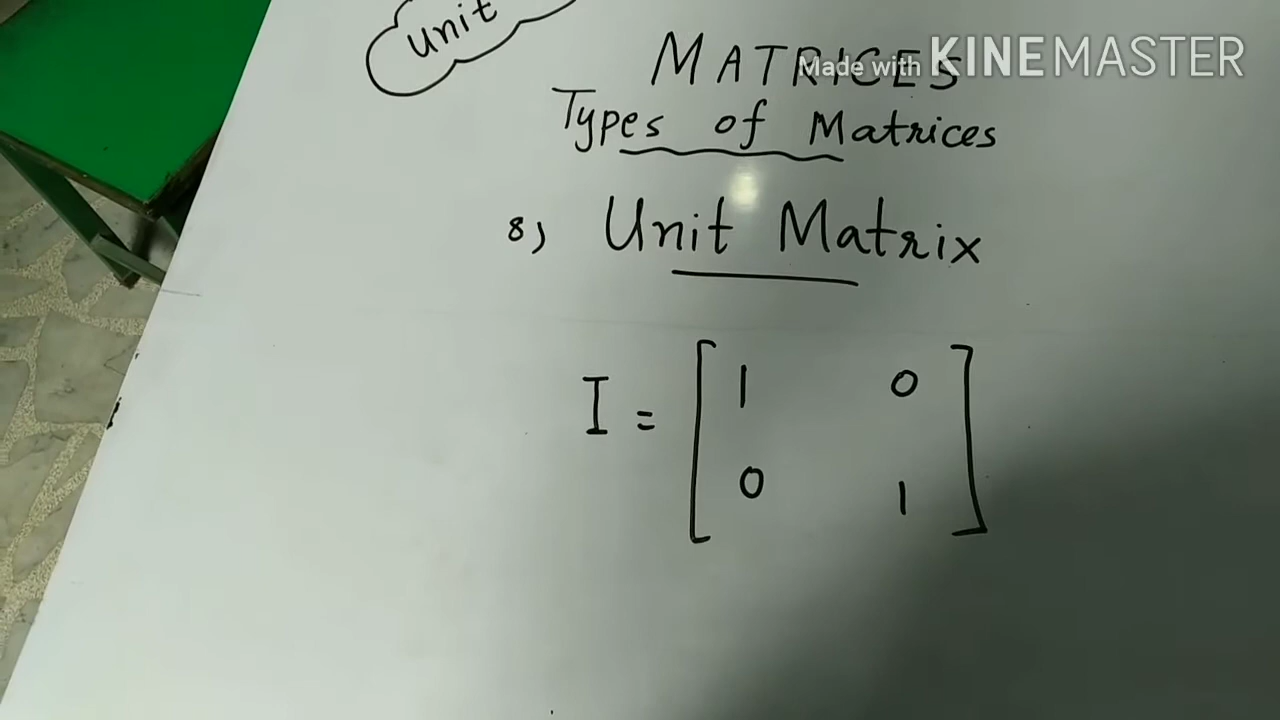 unit
MATRICES
Made with KINEMASTER
Types of Matrices
8) Unit Matrix
I = [ 1 0
0 1 ]